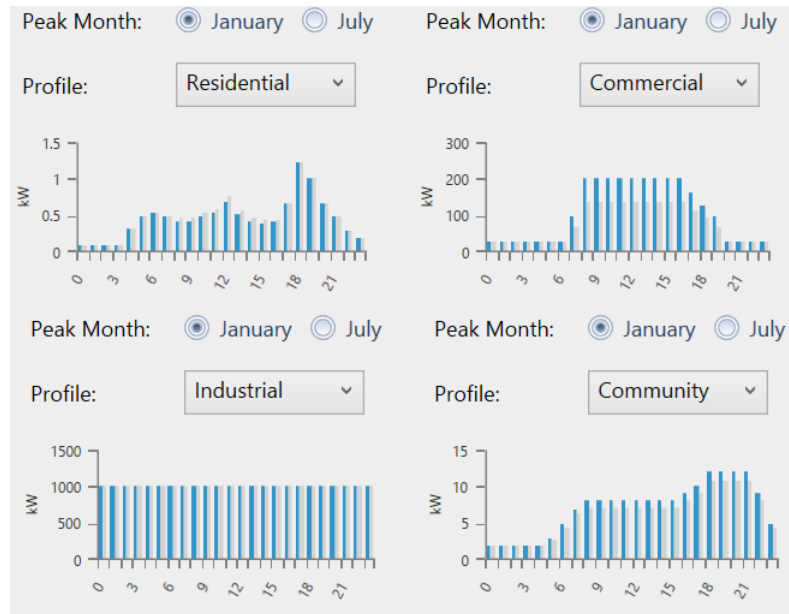 Peak Month: January July
Profile: Residential
1.5
1
0.5
0
kW
0 3 6 9 12 15 18 21
Peak Month: January July
Profile: Commercial
300
200
100
0
kW
0 3 6 9 12 15 18 21
Peak Month: January July
Profile: Industrial
1500
1000
500
0
kW
0 3 6 9 12 15 18 21
Peak Month: January July
Profile: Community
15
10
5
0
kW
0 3 6 9 12 15 18 21